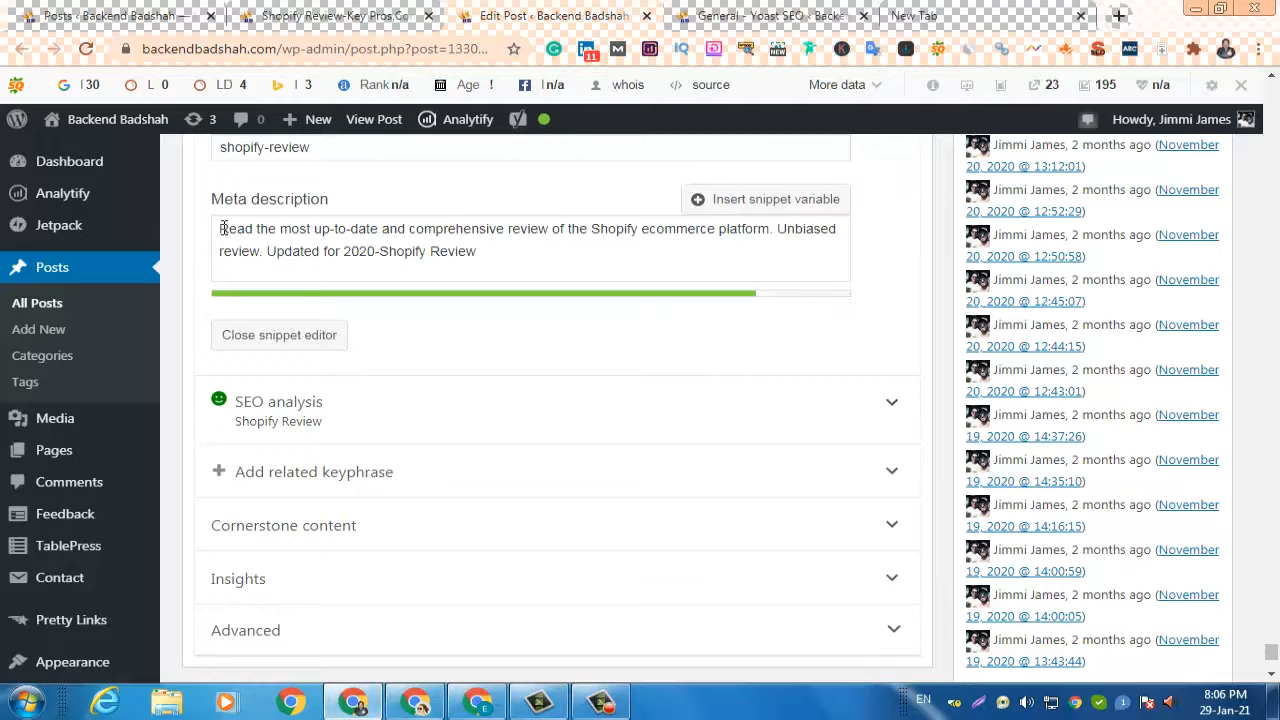 Posts ‹ Backend Badshah —
Shopify Review-Key Pros,Co
Edit Post ‹ Backend Badshah
General - Yoast SEO ‹ Backe
New Tab
backendbadshah.com/wp-admin/post.php?post=1330...
11
NEW
ARC
I 30
L 0
LD 4
I 3
Rank n/a
Age !
I n/a
whois
source
More data
23
195
n/a
Backend Badshah
3
0
New
View Post
Analytify
Howdy, Jimmi James
Dashboard
Analytify
Jetpack
Posts
All Posts
Add New
Categories
Tags
Media
Pages
Comments
Feedback
TablePress
Contact
Pretty Links
Appearance
shopify-review
Meta description
Insert snippet variable
Read the most up-to-date and comprehensive review of the Shopify ecommerce platform. Unbiased
review. Updated for 2020-Shopify Review
Close snippet editor
SEO analysis
Shopify Review
Add related keyphrase
Cornerstone content
Insights
Advanced
Jimmi James, 2 months ago (November
20, 2020 @ 13:12:01)
Jimmi James, 2 months ago (November
20, 2020 @ 12:52:29)
Jimmi James, 2 months ago (November
20, 2020 @ 12:50:58)
Jimmi James, 2 months ago (November
20, 2020 @ 12:45:07)
Jimmi James, 2 months ago (November
20, 2020 @ 12:44:15)
Jimmi James, 2 months ago (November
20, 2020 @ 12:43:01)
Jimmi James, 2 months ago (November
19, 2020 @ 14:37:26)
Jimmi James, 2 months ago (November
19, 2020 @ 14:35:10)
Jimmi James, 2 months ago (November
19, 2020 @ 14:16:15)
Jimmi James, 2 months ago (November
19, 2020 @ 14:00:59)
Jimmi James, 2 months ago (November
19, 2020 @ 14:00:05)
Jimmi James, 2 months ago (November
19, 2020 @ 13:43:44)
EN
8:06 PM
29-Jan-21